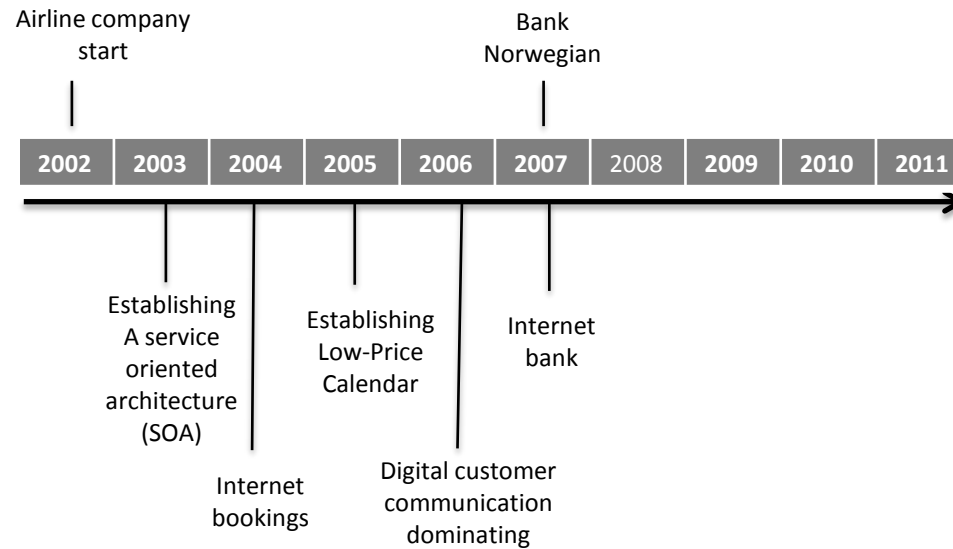 Airline company
start
Bank
Norwegian
2002 2003 2004 2005 2006 2007 2008 2009 2010 2011
Establishing
A service
oriented
architecture
(SOA)
Internet
bookings
Establishing
Low-Price
Calendar
Digital customer
communication
dominating
Internet
bank